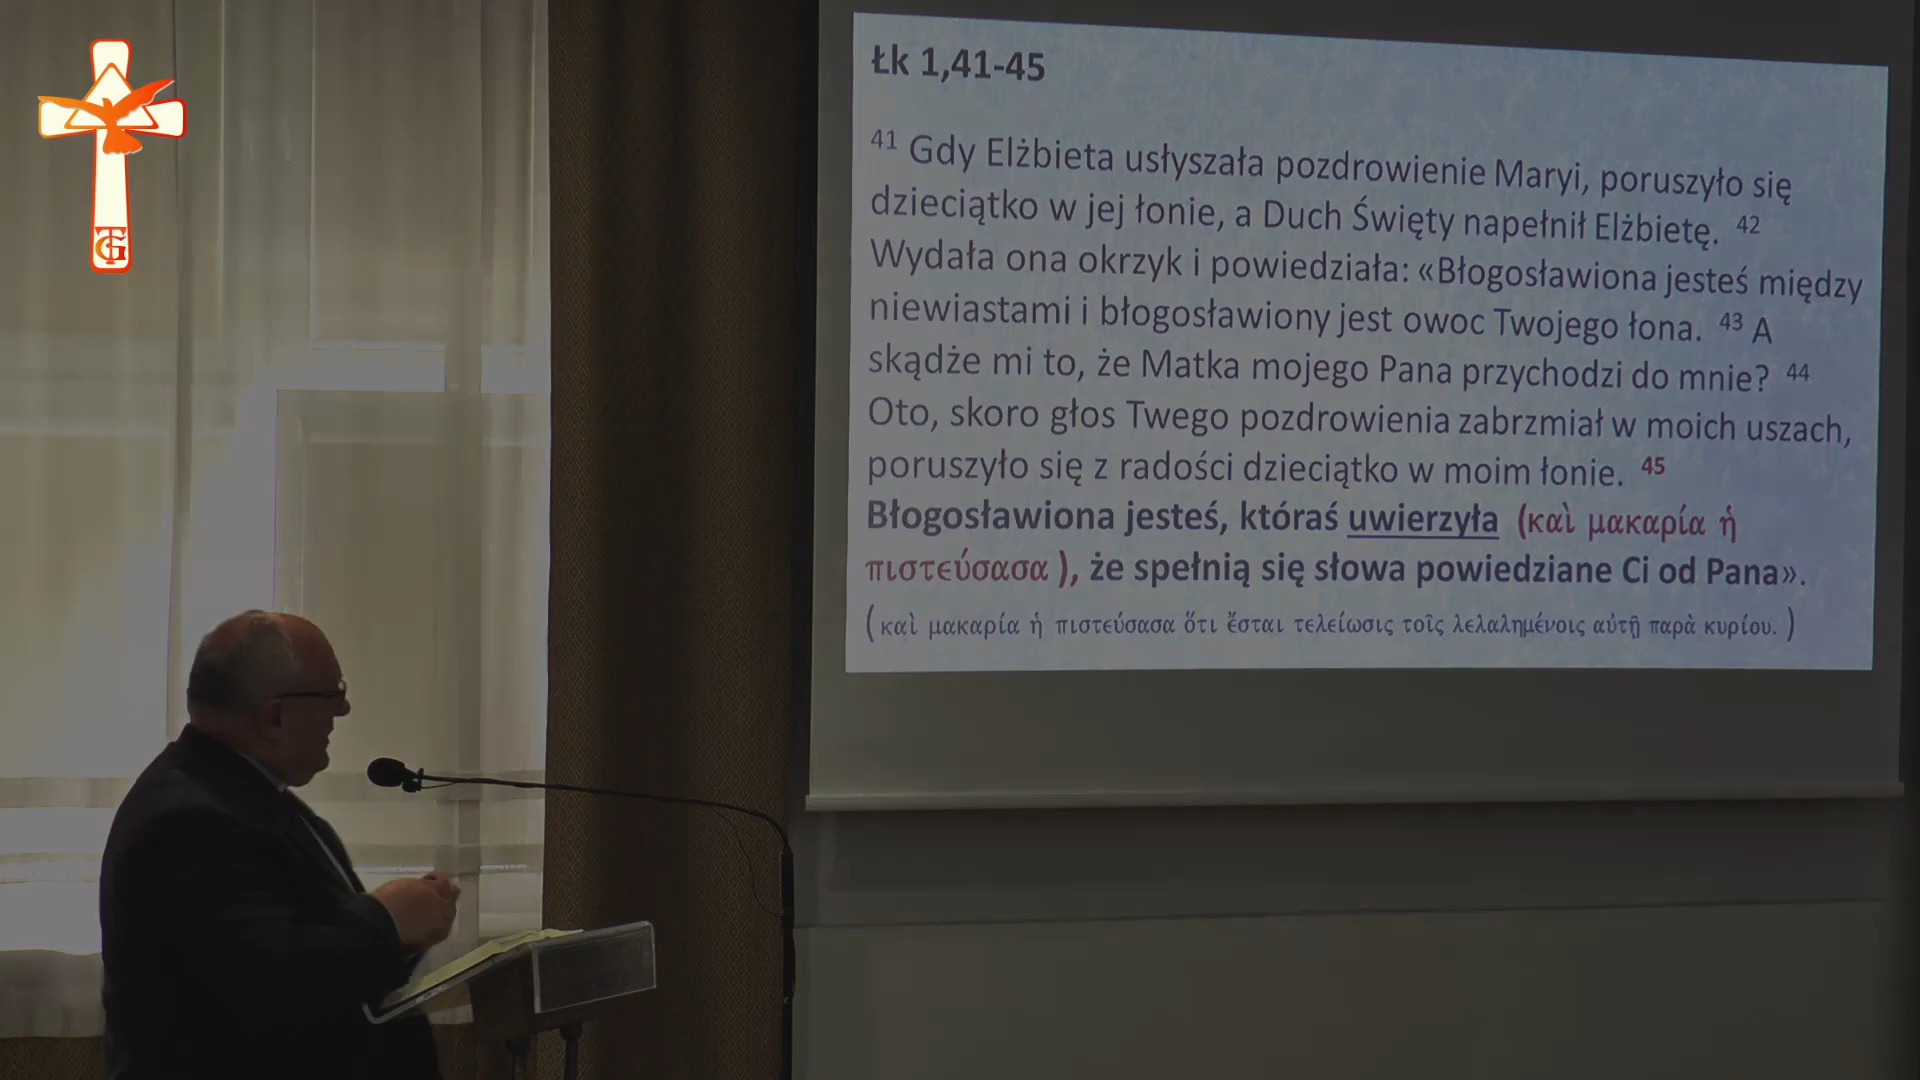 TG
Łk 1,41-45
41 Gdy Elżbieta usłyszała pozdrowienie Maryi, poruszyło się
dzieciątko w jej łonie, a Duch Święty napełnił Elżbietę. 42
Wydała ona okrzyk i powiedziała: «Błogosławiona jesteś między
niewiastami i błogosławiony jest owoc Twojego łona. 43 A
skądże mi to, że Matka mojego Pana przychodzi do mnie? 44
Oto, skoro głos Twego pozdrowienia zabrzmiał w moich uszach,
poruszyło się z radości dzieciątko w moim łonie. 45
Błogosławiona jesteś, któraś uwierzyła (καὶ μακαρία ἡ
πιστεύσασα ), że spełnią się słowa powiedziane Ci od Pana».
( καὶ μακαρία ἡ πιστεύσασα ὅτι ἔσται τελείωσις τοῖς λελαλημένοις αὐτῇ παρὰ κυρίου. )